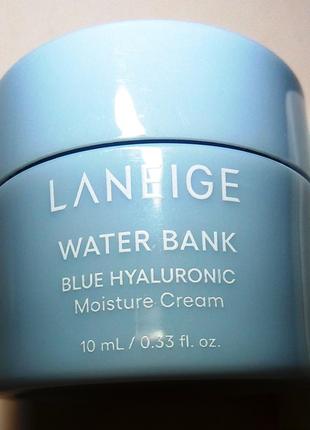 LANEIGE
WATER BANK
BLUE HYALURONIC
Moisture Cream
10 mL / 0.33 fl. oz.